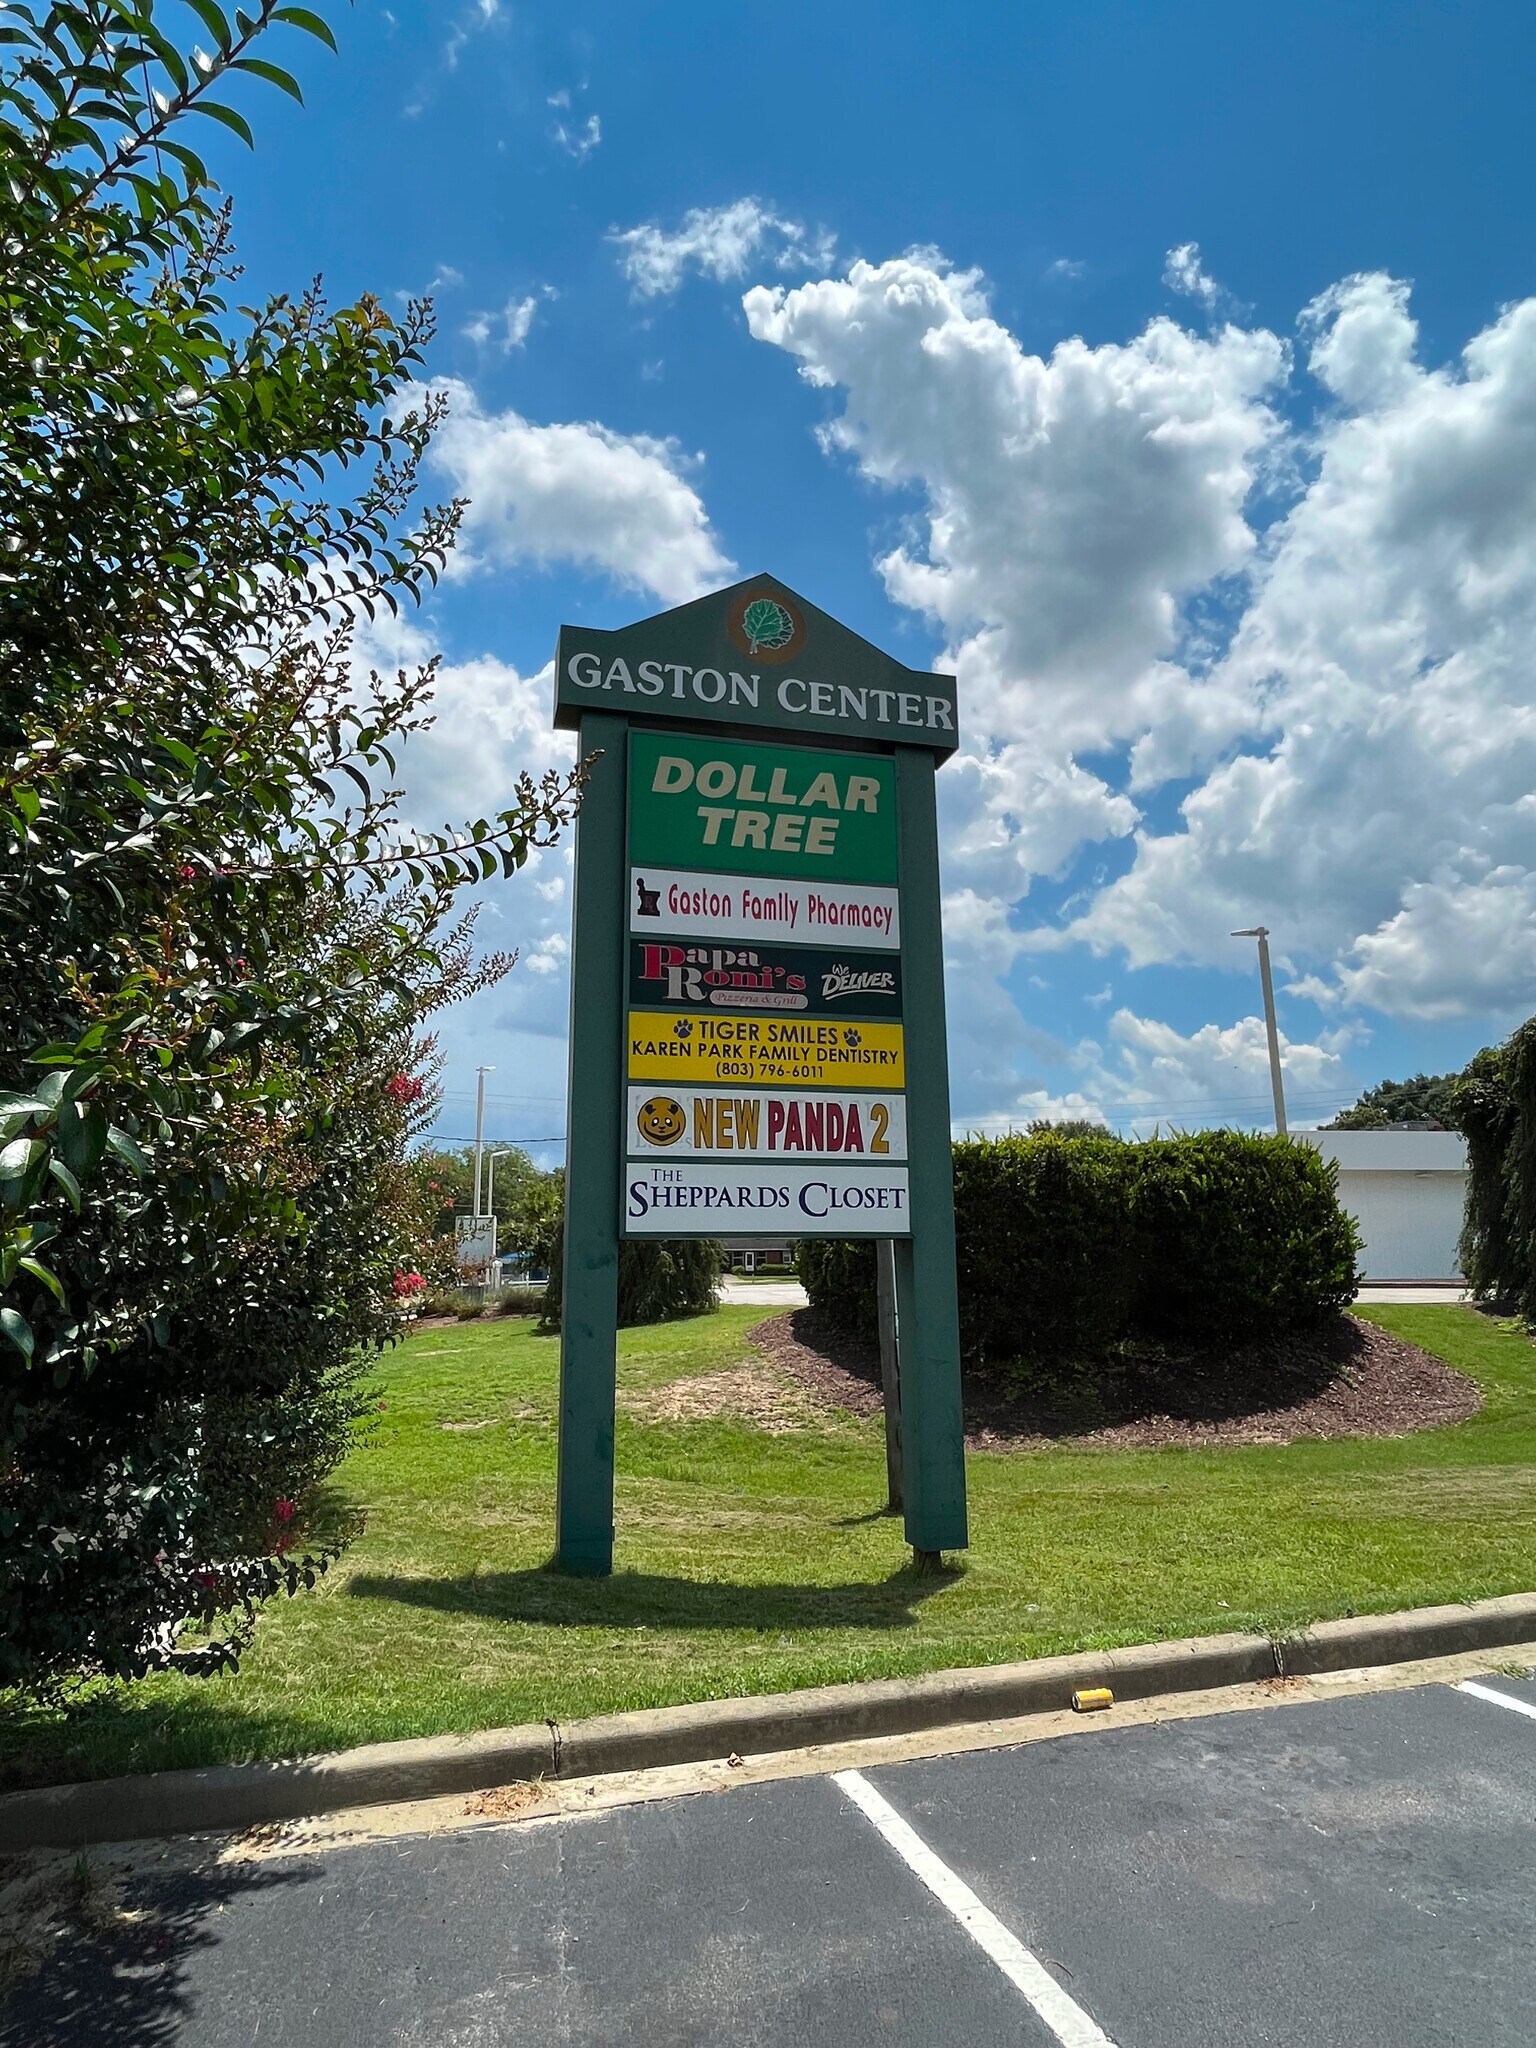 GASTON CENTER
DOLLAR
TREE
Gaston Family Pharmacy
Papa
Roni's
Pizzeria & Grill
We
DELIVER
TIGER SMILES
KAREN PARK FAMILY DENTISTRY
(803) 796-6011
NEW PANDA 2
THE
SHEPPARDS CLOSET